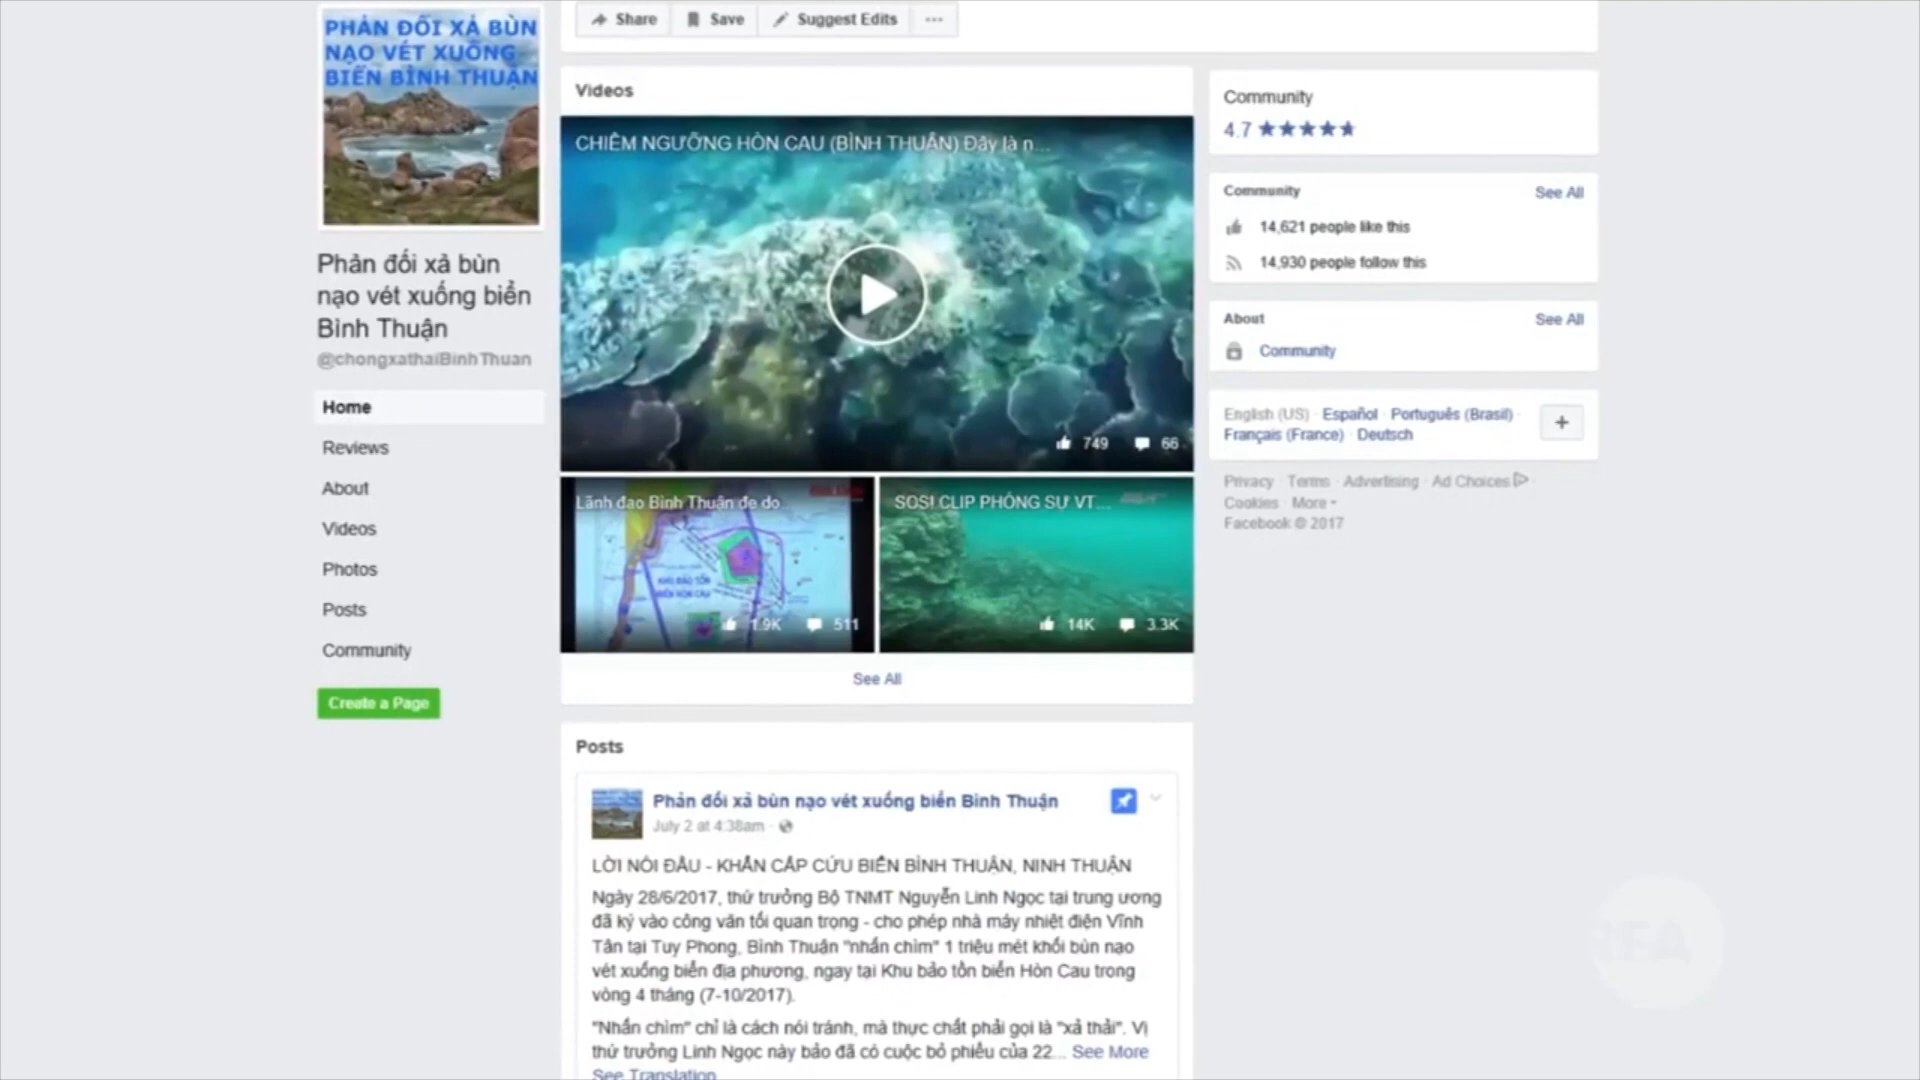 PHẢN ĐỐI XẢ BÙN
NẠO VÉT XUỐNG
BIỂN BÌNH THUẬN
Phản đối xả bùn
nạo vét xuống biển
Bình Thuận
@chongxathaiBinhThuan
Home
Reviews
About
Videos
Photos
Posts
Community
Create a Page
Share
Save
Suggest Edits
Videos
CHIÊM NGƯỠNG HÒN CAU (BÌNH THUẬN) Đây là n...
749
66
Lãnh đạo Bình Thuận đe do...
KHU BẢO TỒN
BIỂN HÒN CAU
1.9K
511
SOS! CLIP PHÓNG SỰ VT...
14K
3.3K
See All
Posts
Phản đối xả bùn nạo vét xuống biển Bình Thuận
July 2 at 4:38am ·
LỜI NÓI ĐẦU - KHẨN CẤP CỨU BIỂN BÌNH THUẬN, NINH THUẬN
Ngày 28/6/2017, thứ trưởng Bộ TNMT Nguyễn Linh Ngọc tại trung ương
đã ký vào công văn tối quan trọng - cho phép nhà máy nhiệt điện Vĩnh
Tân tại Tuy Phong, Bình Thuận "nhấn chìm" 1 triệu mét khối bùn nạo
vét xuống biển địa phương, ngay tại Khu bảo tồn biển Hòn Cau trong
vòng 4 tháng (7-10/2017).
"Nhấn chìm" chỉ là cách nói tránh, mà thực chất phải gọi là "xả thải". Vị
thứ trưởng Linh Ngọc này bảo đã có cuộc bỏ phiếu của 22... See More
See Translation
Community
4.7
Community
See All
14,621 people like this
14,930 people follow this
About
See All
Community
English (US) · Español · Português (Brasil) ·
Français (France) · Deutsch
Privacy · Terms · Advertising · Ad Choices ·
Cookies · More
Facebook © 2017
RFA